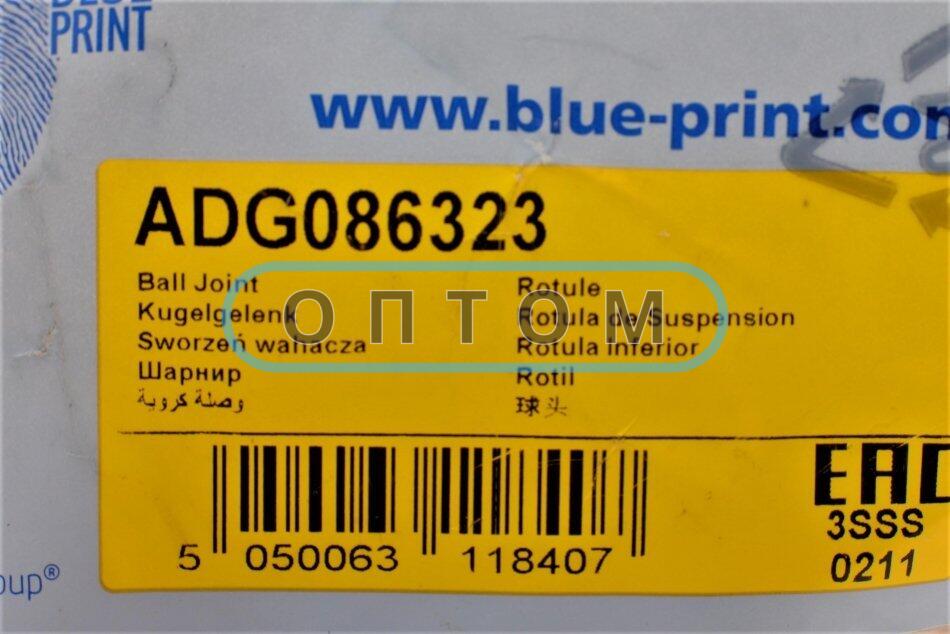 BLUE
PRINT
www.blue-print.com
ADG086323
Ball Joint
Kugelgelenk
Sworzeń wahacza
Шарнир
وصلة كروية
Rotule
Rotula de Suspension
Rotula inferior
Rotil
球头
ОПТОМ
5 050063 118407
EAC
3SSS
0211
oup®